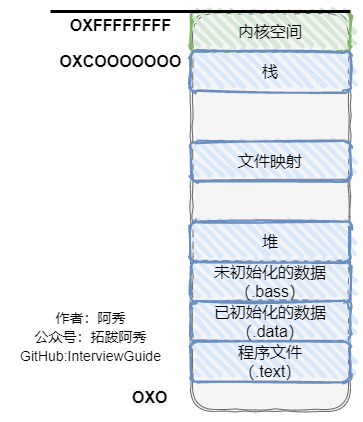 OXFFFFFFFF
内核空间
OXCOOOOOOO
栈
文件映射
堆
未初始化的数据
(.bass)
已初始化的数据
(.data)
程序文件
(.text)
作者：阿秀
公众号：拓跋阿秀
GitHub:InterviewGuide
OXO